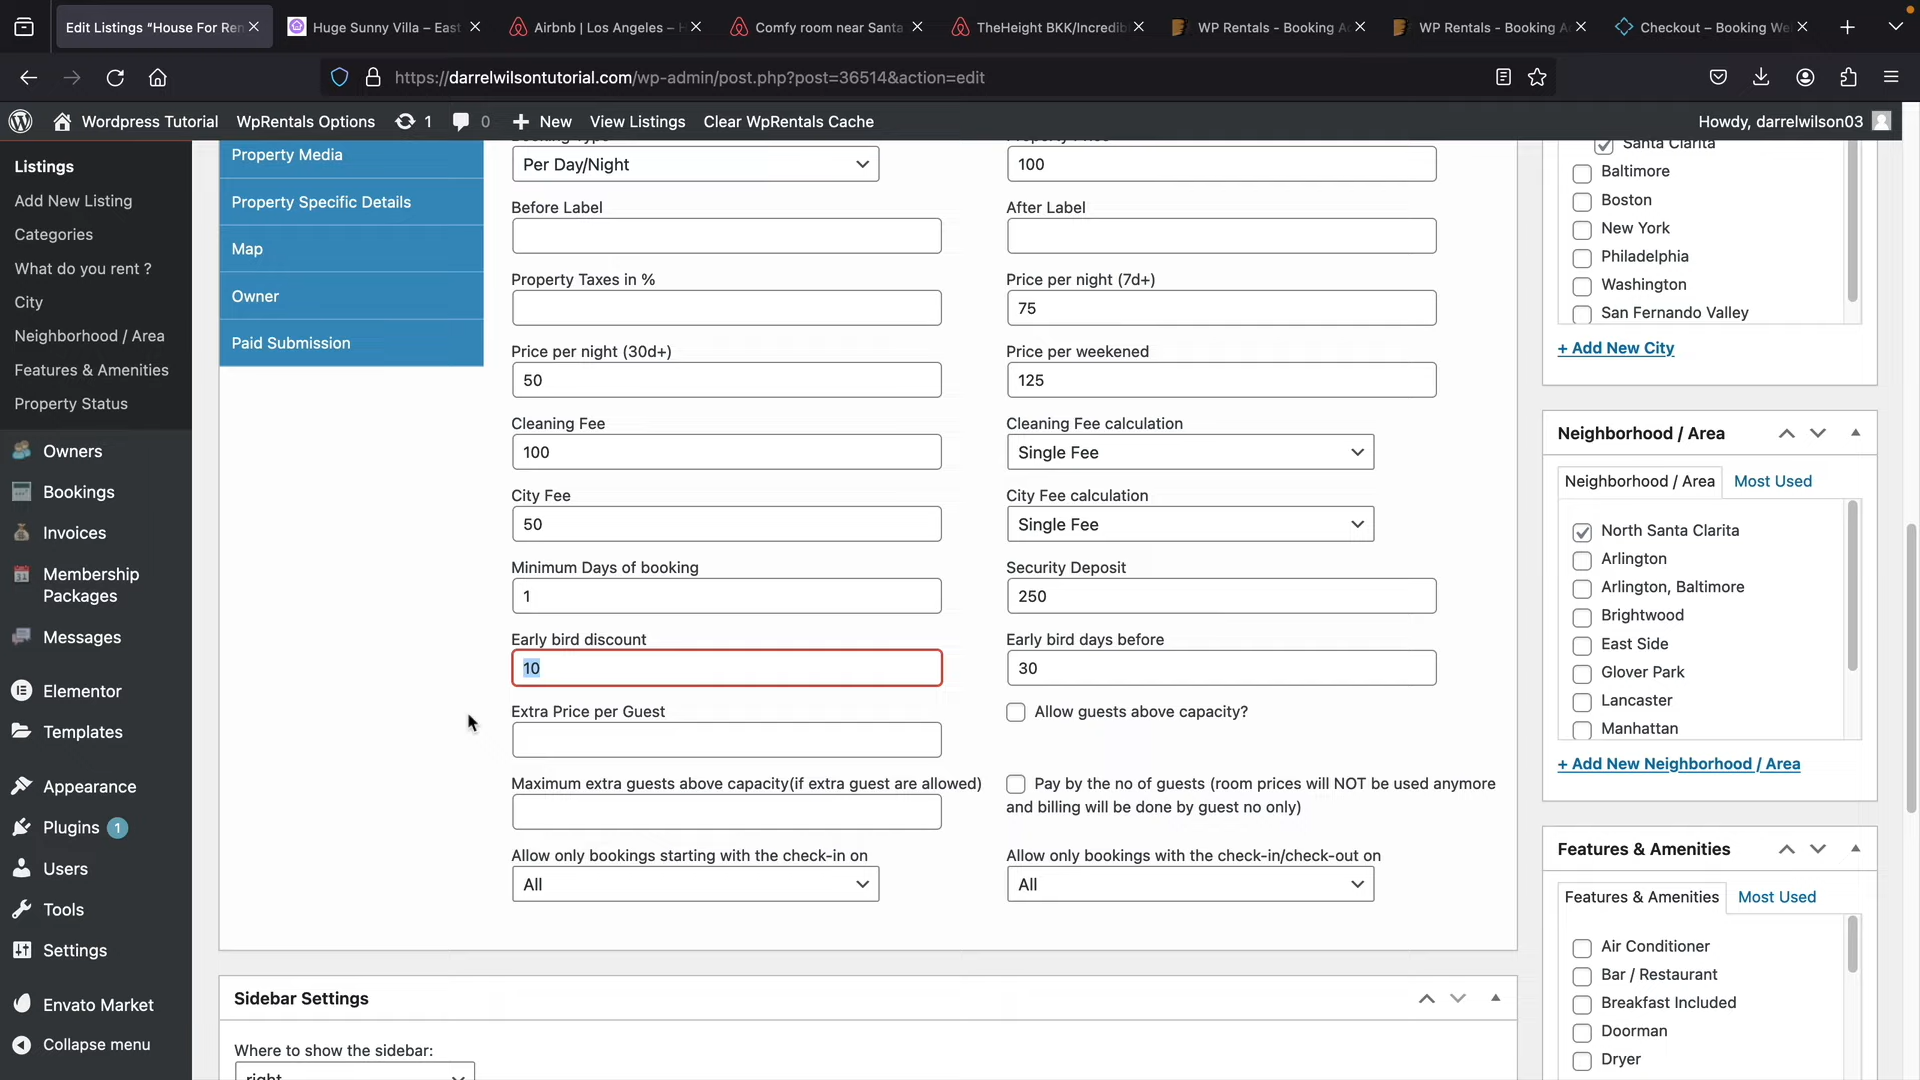 Edit Listings "House For Ren
Huge Sunny Villa – East
Airbnb | Los Angeles – H
Comfy room near Santa
TheHeight BKK/Incredib
WP Rentals - Booking A
WP Rentals - Booking A
Checkout – Booking We
https://darrelwilsontutorial.com/wp-admin/post.php?post=36514&action=edit
Wordpress Tutorial
WpRentals Options
1
0
New
View Listings
Clear WpRentals Cache
Howdy, darrelwilson03
Listings
Add New Listing
Categories
What do you rent ?
City
Neighborhood / Area
Features & Amenities
Property Status
Owners
Bookings
Invoices
Membership
Packages
Messages
Elementor
Templates
Appearance
Plugins 1
Users
Tools
Settings
Envato Market
Collapse menu
Property Media
Property Specific Details
Map
Owner
Paid Submission
Per Day/Night
100
Before Label
After Label
Property Taxes in %
Price per night (7d+)
75
Price per night (30d+)
50
Price per weekened
125
Cleaning Fee
100
Cleaning Fee calculation
Single Fee
City Fee
50
City Fee calculation
Single Fee
Minimum Days of booking
1
Security Deposit
250
Early bird discount
10
Early bird days before
30
Extra Price per Guest
Allow guests above capacity?
Maximum extra guests above capacity(if extra guest are allowed)
Pay by the no of guests (room prices will NOT be used anymore
and billing will be done by guest no only)
Allow only bookings starting with the check-in on
All
Allow only bookings with the check-in/check-out on
All
Sidebar Settings
Where to show the sidebar:
right
Santa Clarita
Baltimore
Boston
New York
Philadelphia
Washington
San Fernando Valley
+ Add New City
Neighborhood / Area
Neighborhood / Area
Most Used
North Santa Clarita
Arlington
Arlington, Baltimore
Brightwood
East Side
Glover Park
Lancaster
Manhattan
+ Add New Neighborhood / Area
Features & Amenities
Features & Amenities
Most Used
Air Conditioner
Bar / Restaurant
Breakfast Included
Doorman
Dryer